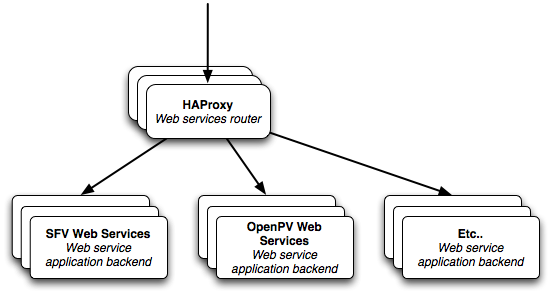 HAProxy
Web services router
SFV Web Services
Web service
application backend
OpenPV Web
Services
Web service
application backend
Etc..
Web service
application backend